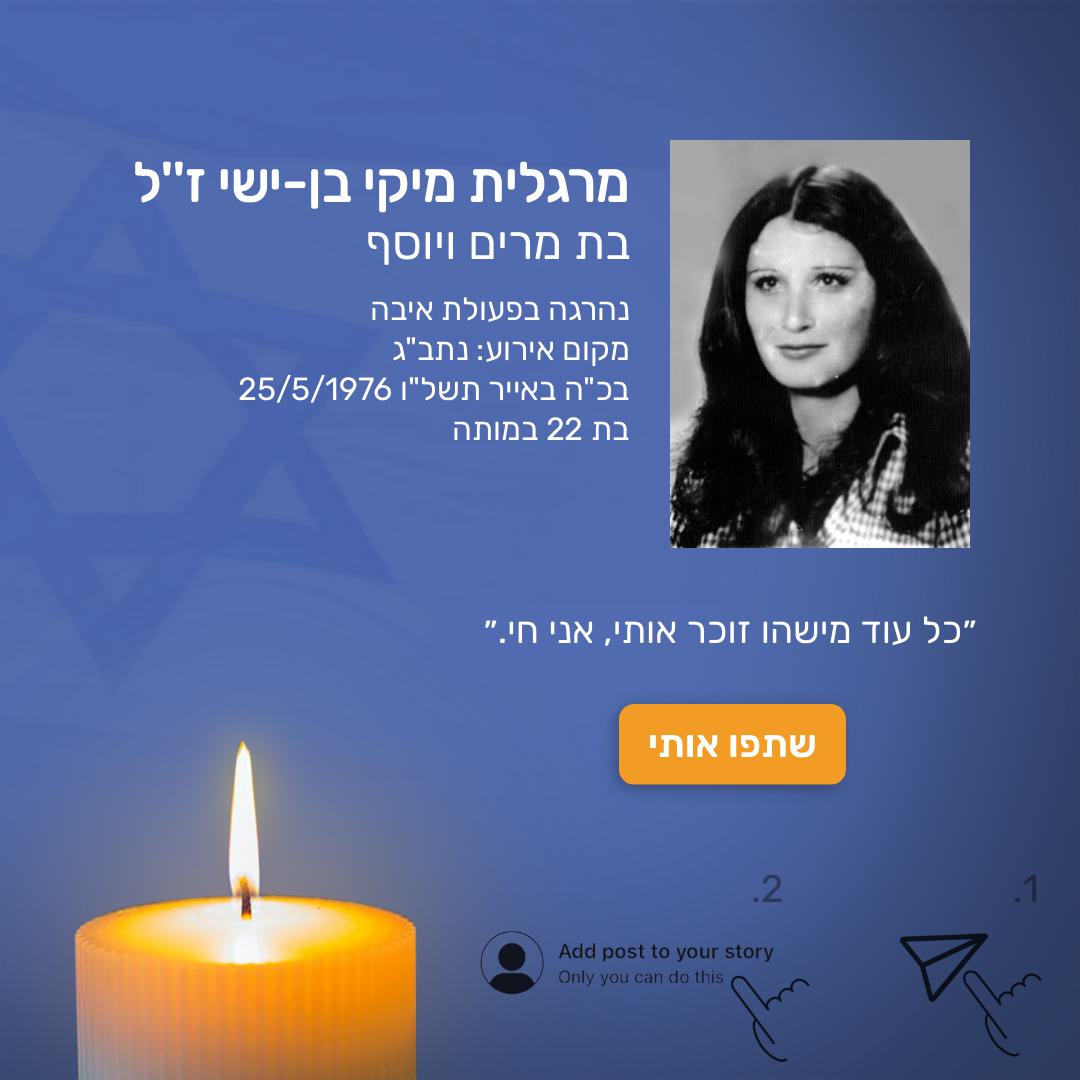 מרגלית מיקי בן-ישי ז"ל
בת מרים ויוסף
נהרגה בפעולת איבה
מקום אירוע: נתב"ג
בכ"ה באייר תשל"ו 25/5/1976
בת 22 במותה
״כל עוד מישהו זוכר אותי, אני חי.״
שתפו אותי
1.
2.
Add post to your story
Only you can do this